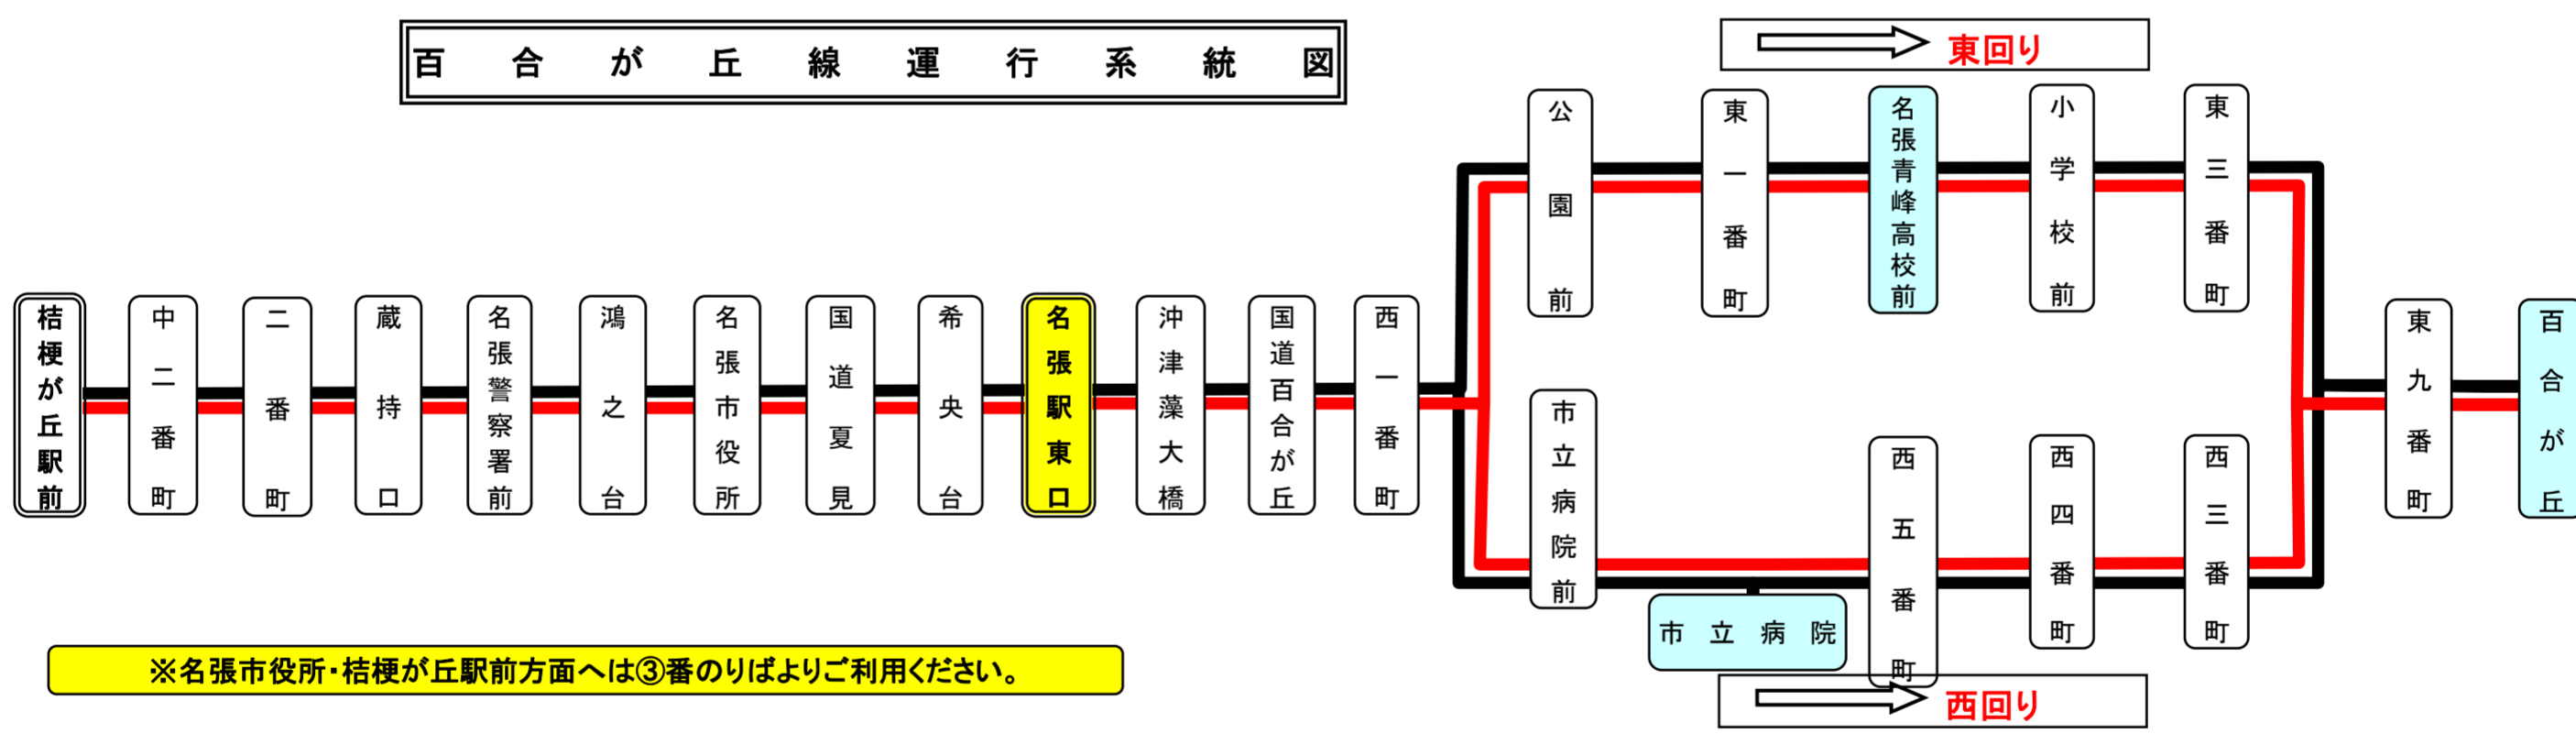 百合が丘線運行系統図
東回り
公園前
東一番町
名張青峰高校前
小学校前
東三番町
桔梗が丘駅前
中二番町
二番町
蔵持口
名張警察署前
鴻之台
名張市役所
国道夏見
希央台
名張駅東口
沖津藻大橋
国道百合が丘
西一番町
市立病院前
市立病院
西五番町
西四番町
西三番町
東九番町
百合が丘
※名張市役所・桔梗が丘駅前方面へは③番のりばよりご利用ください。
西回り